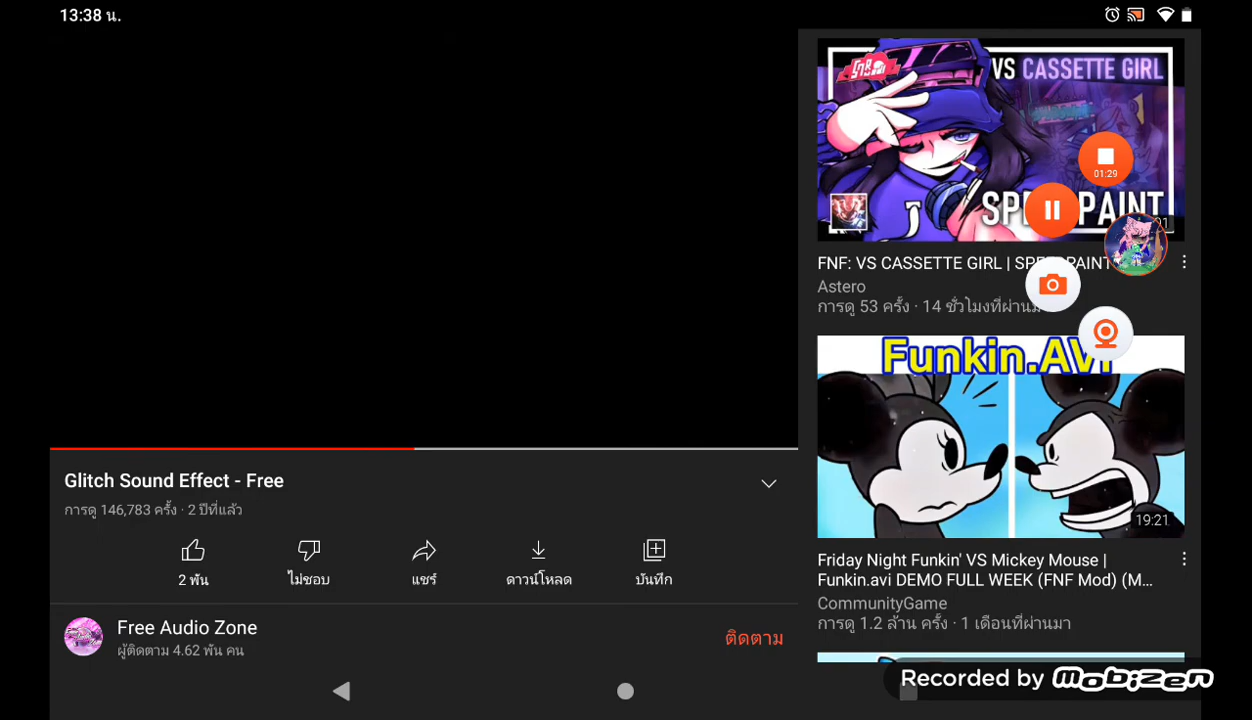 13:38 น.
VS CASSETTE GIRL
01:29
FNF: VS CASSETTE GIRL |
Astero
การดู 53 ครั้ง · 14 ชั่วโมงที่ผ่านมา
Funkin.AVI
19:21
Friday Night Funkin' VS Mickey Mouse |
Funkin.avi DEMO FULL WEEK (FNF Mod) (M...
CommunityGame
การดู 1.2 ล้าน ครั้ง · 1 เดือนที่ผ่านมา
Glitch Sound Effect - Free
การดู 146,783 ครั้ง · 2 ปีที่แล้ว
2 พัน
ไม่ชอบ
แชร์
ดาวน์โหลด
บันทึก
Free Audio Zone
ผู้ติดตาม 4.62 พัน คน
ติดตาม
Recorded by mobizen